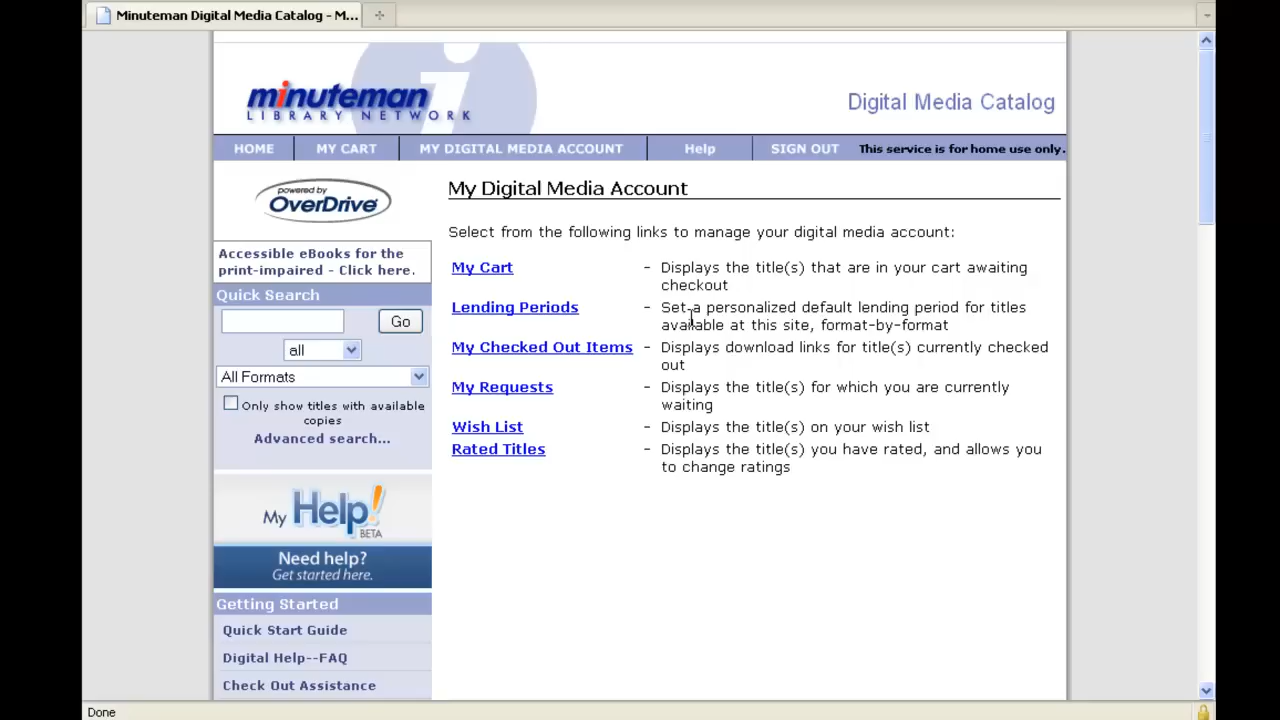 Minuteman Digital Media Catalog - M...
minuteman
LIBRARY NETWORK
Digital Media Catalog
HOME MY CART MY DIGITAL MEDIA ACCOUNT Help SIGN OUT This service is for home use only.
powered by
OverDrive
Accessible eBooks for the
print-impaired - Click here.
Quick Search
Go
all
All Formats
Only show titles with available
copies
Advanced search...
My Help!
BETA
Need help?
Get started here.
Getting Started
Quick Start Guide
Digital Help--FAQ
Check Out Assistance
My Digital Media Account
Select from the following links to manage your digital media account:
My Cart - Displays the title(s) that are in your cart awaiting
checkout
Lending Periods - Set a personalized default lending period for titles
available at this site, format-by-format
My Checked Out Items - Displays download links for title(s) currently checked
out
My Requests - Displays the title(s) for which you are currently
waiting
Wish List - Displays the title(s) on your wish list
Rated Titles - Displays the title(s) you have rated, and allows you
to change ratings
Done